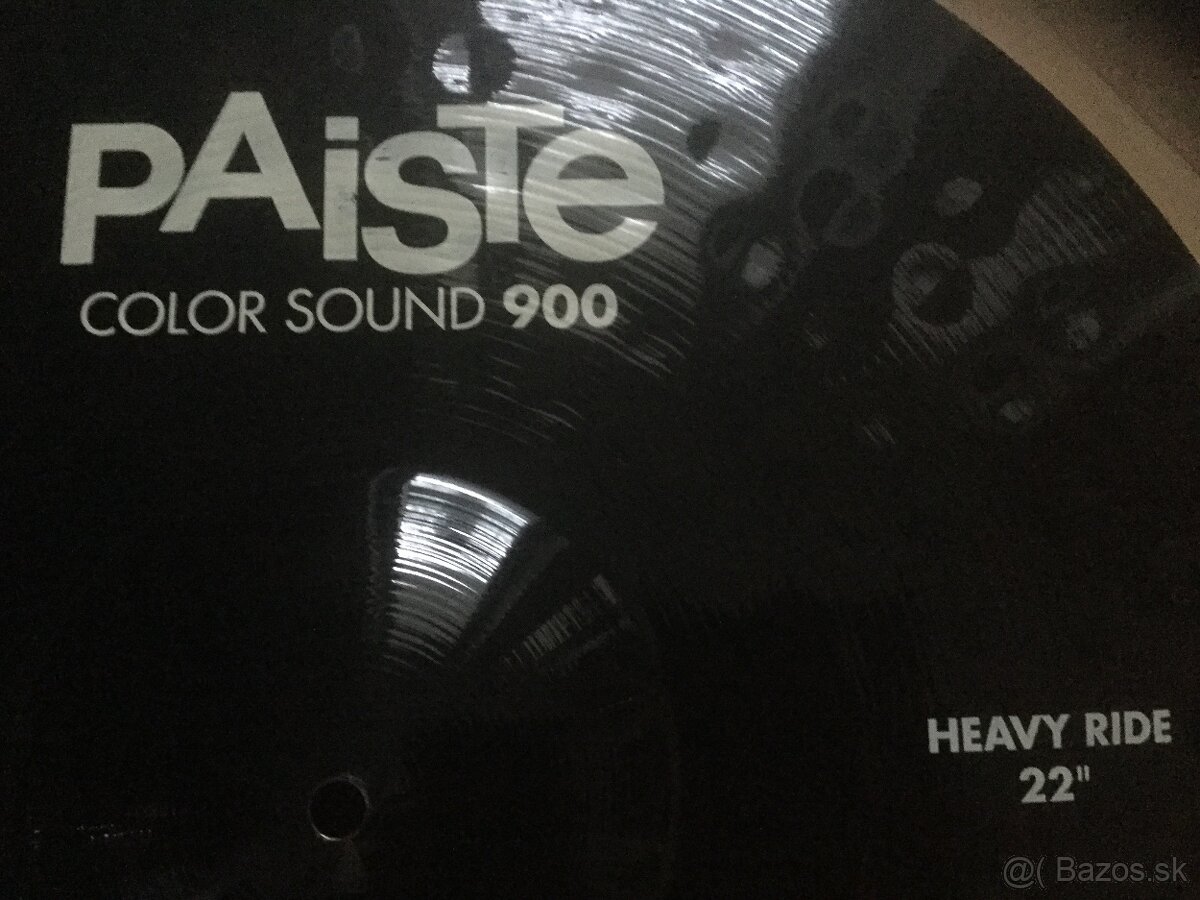 PAiSTe
COLOR SOUND 900
HEAVY RIDE
22"
@( Bazos.sk